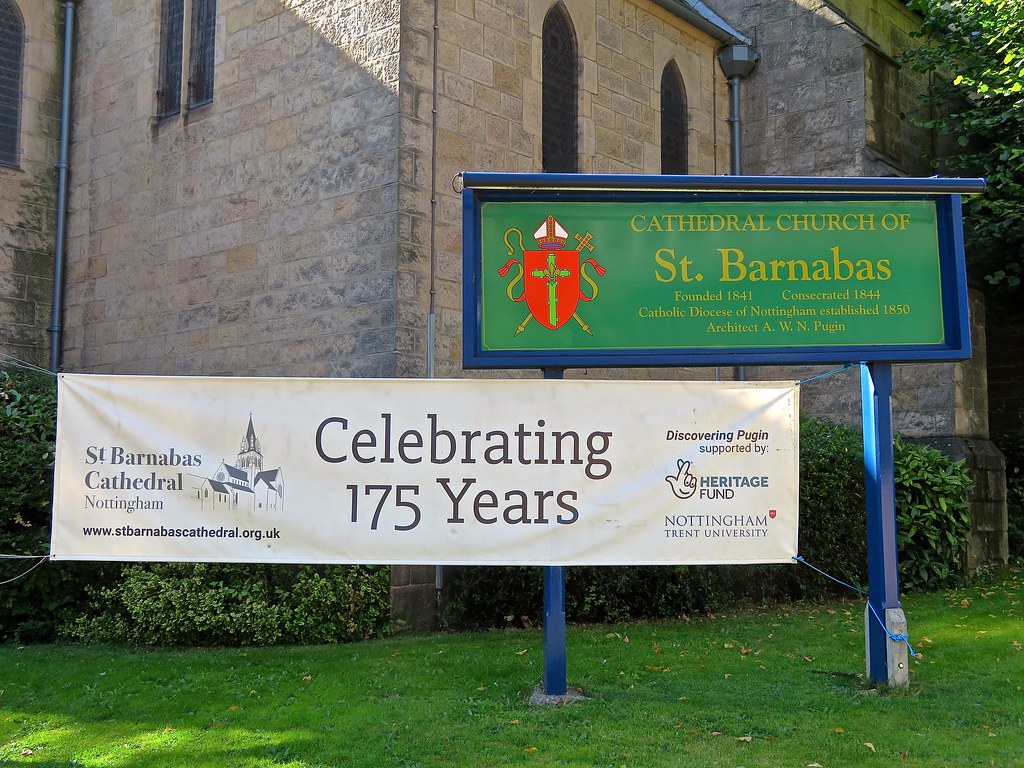 CATHEDRAL CHURCH OF
St. Barnabas
Founded 1841 Consecrated 1844
Catholic Diocese of Nottingham established 1850
Architect A. W. N. Pugin
St Barnabas
Cathedral
Nottingham
www.stbarnabascathedral.org.uk
Celebrating
175 Years
Discovering Pugin
supported by:
HERITAGE
FUND
NOTTINGHAM
TRENT UNIVERSITY